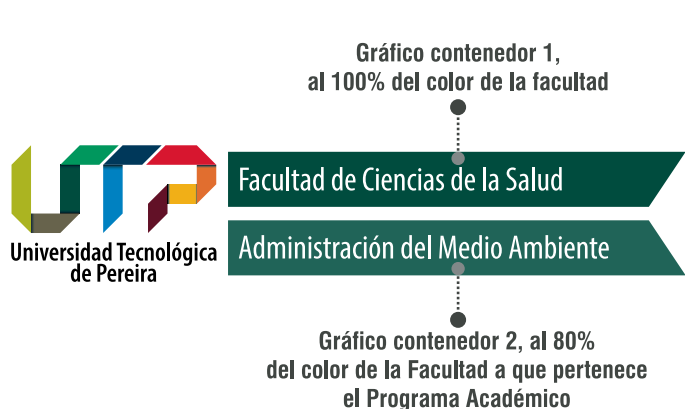 Gráfico contenedor 1,
al 100% del color de la facultad
UTP
Universidad Tecnológica
de Pereira
Facultad de Ciencias de la Salud
Administración del Medio Ambiente
Gráfico contenedor 2, al 80%
del color de la Facultad a que pertenece
el Programa Académico